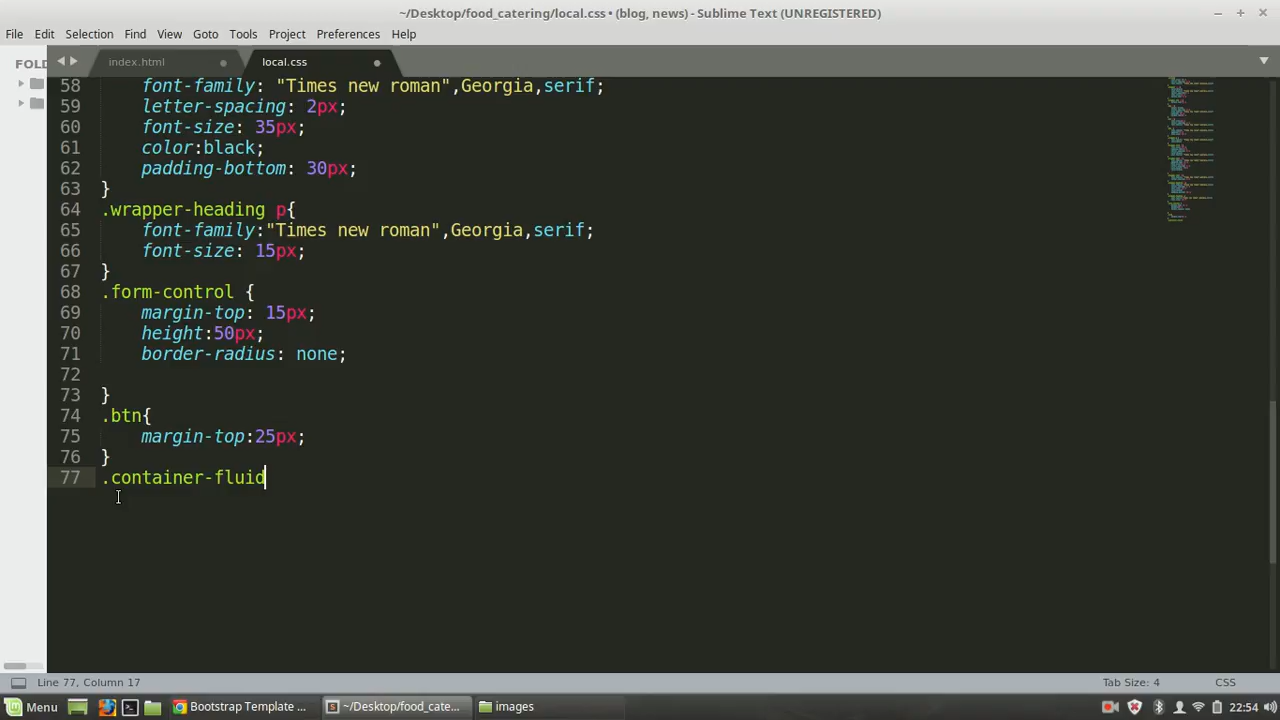 ~/Desktop/food_catering/local.css • (blog, news) - Sublime Text (UNREGISTERED)
File Edit Selection Find View Goto Tools Project Preferences Help
FOLD
index.html
local.css
58 font-family: "Times new roman",Georgia,serif;
59 letter-spacing: 2px;
60 font-size: 35px;
61 color:black;
62 padding-bottom: 30px;
63 }
64 .wrapper-heading p{
65 font-family:"Times new roman",Georgia,serif;
66 font-size: 15px;
67 }
68 .form-control {
69 margin-top: 15px;
70 height:50px;
71 border-radius: none;
72
73 }
74 .btn{
75 margin-top:25px;
76 }
77 .container-fluid
Line 77, Column 17
Tab Size: 4
CSS
Menu
Bootstrap Template ...
~/Desktop/food_cate...
images
22:54